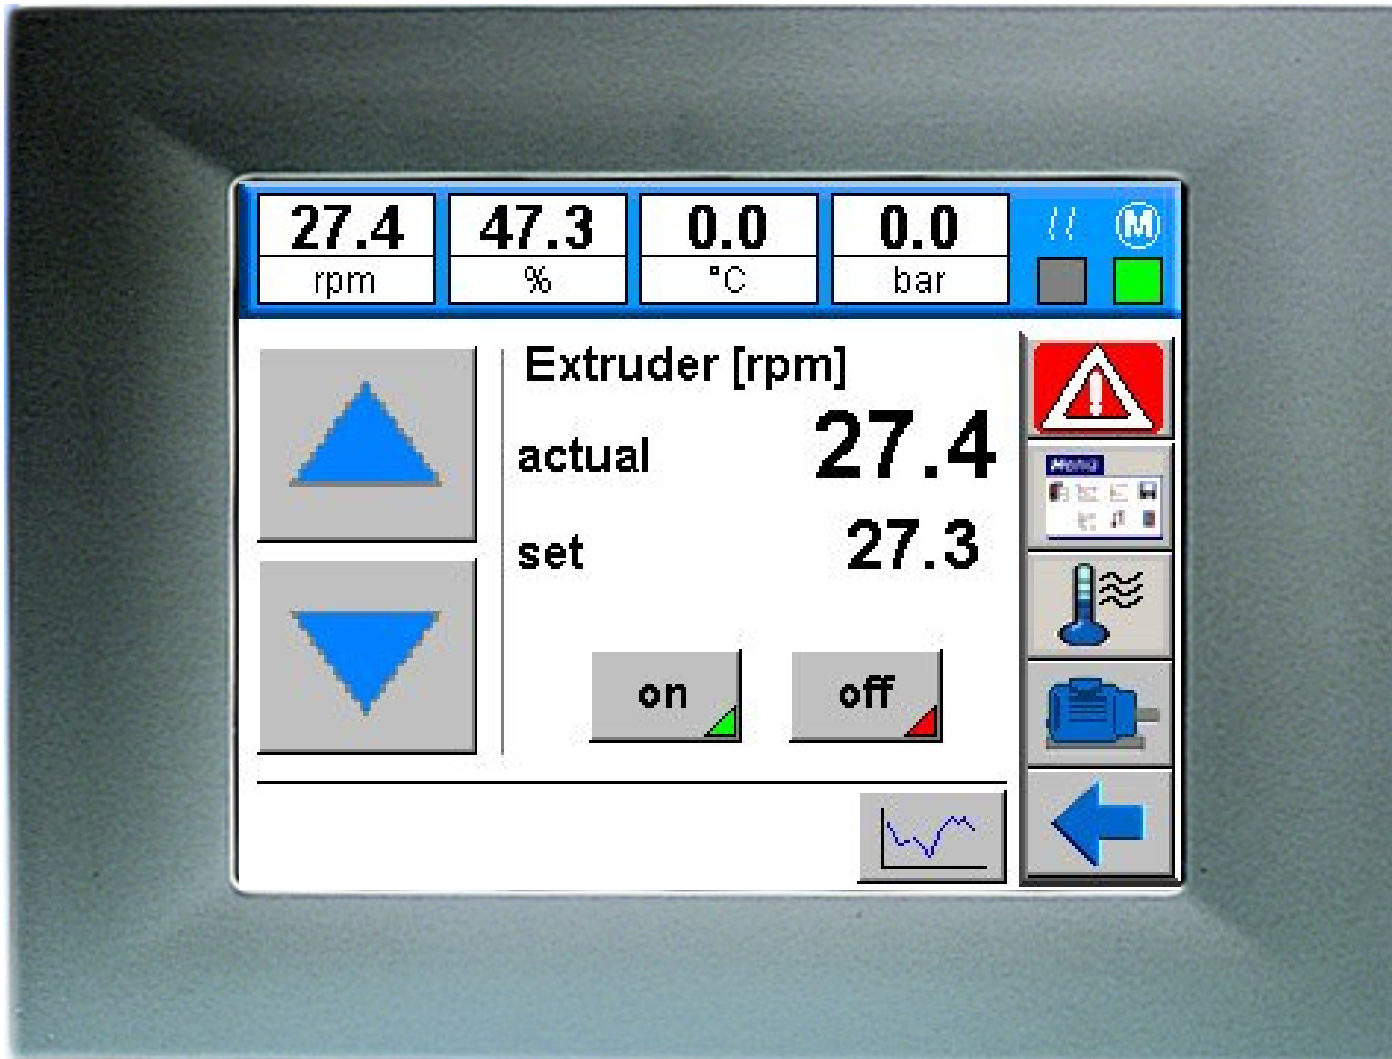 27.4 47.3 0.0 0.0
rpm % °C bar
M
Extruder [rpm]
actual 27.4
set 27.3
on off
Menü